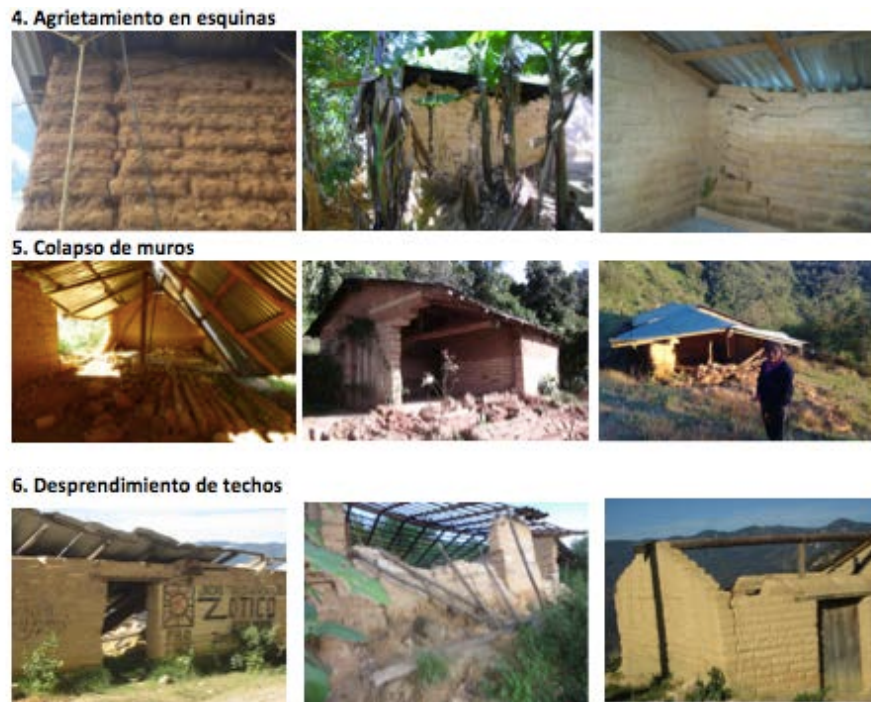 4. Agrietamiento en esquinas
5. Colapso de muros
6. Desprendimiento de techos
ZOTICO